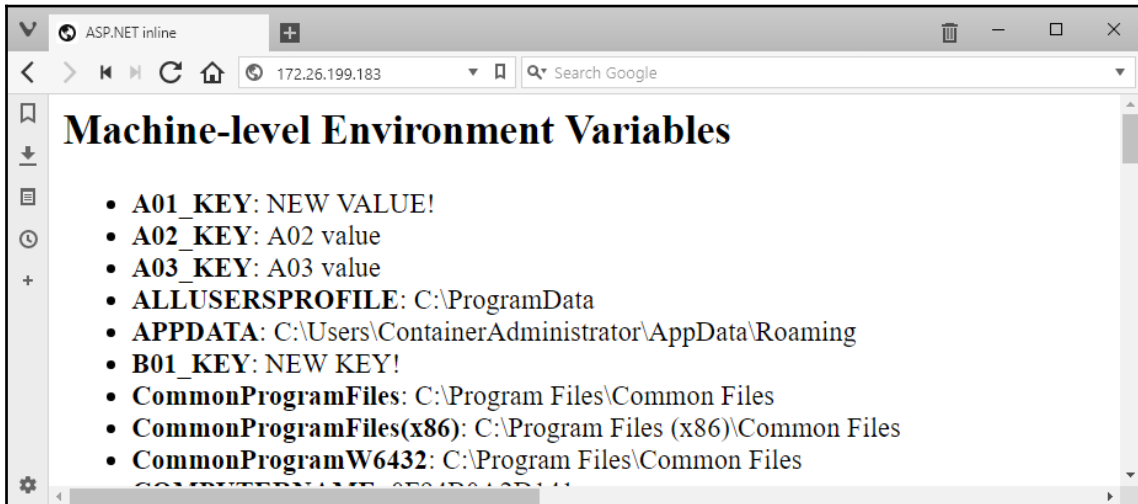 ASP.NET inline
172.26.199.183
Search Google
Machine-level Environment Variables
A01_KEY: NEW VALUE!
A02_KEY: A02 value
A03_KEY: A03 value
ALLUSERSPROFILE: C:\ProgramData
APPDATA: C:\Users\ContainerAdministrator\AppData\Roaming
B01_KEY: NEW KEY!
CommonProgramFiles: C:\Program Files\Common Files
CommonProgramFiles(x86): C:\Program Files (x86)\Common Files
CommonProgramW6432: C:\Program Files\Common Files
COMPUTERNAME: